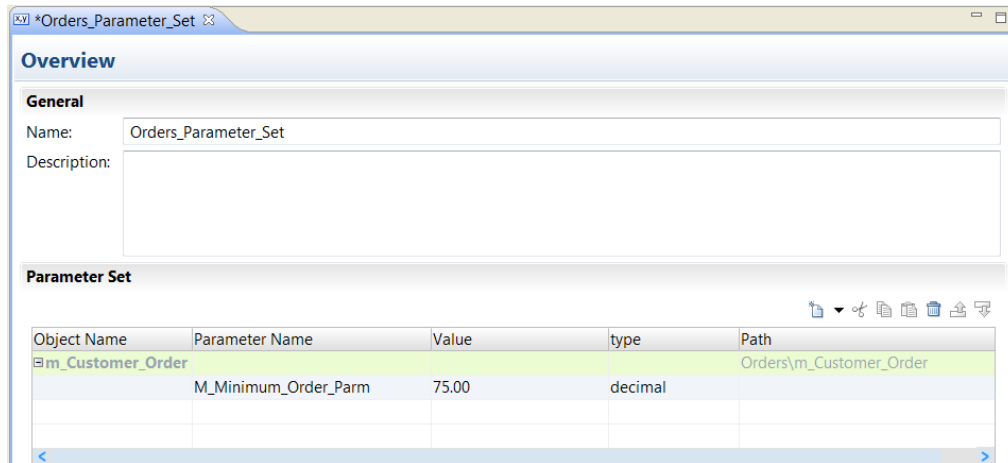 *Orders_Parameter_Set
Overview
General
Name: Orders_Parameter_Set
Description:
Parameter Set
Object Name Parameter Name Value type Path
m_Customer_Order Orders\m_Customer_Order
M_Minimum_Order_Parm 75.00 decimal